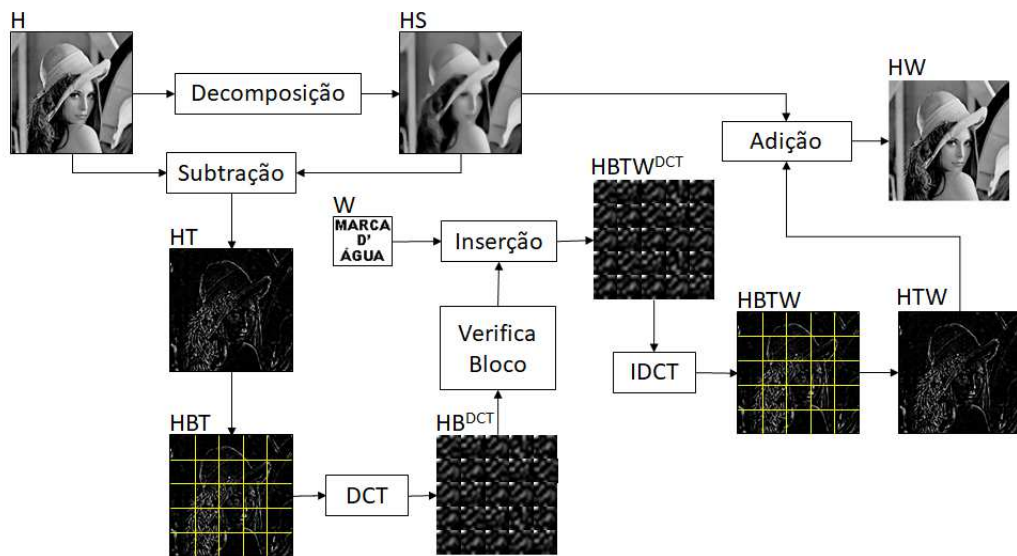 H
HS
Decomposição
HW
Adição
Subtração
HBTW^DCT
W
MARCA
D'
ÁGUA
Inserção
HT
Verifica
Bloco
HBTW
HTW
IDCT
HBT
HB^DCT
DCT